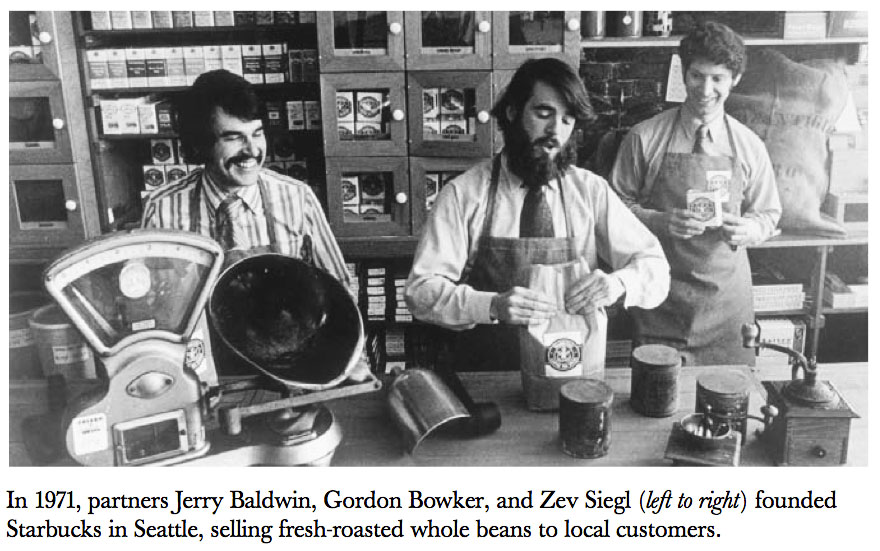 In 1971, partners Jerry Baldwin, Gordon Bowker, and Zev Siegl (left to right) founded
Starbucks in Seattle, selling fresh-roasted whole beans to local customers.